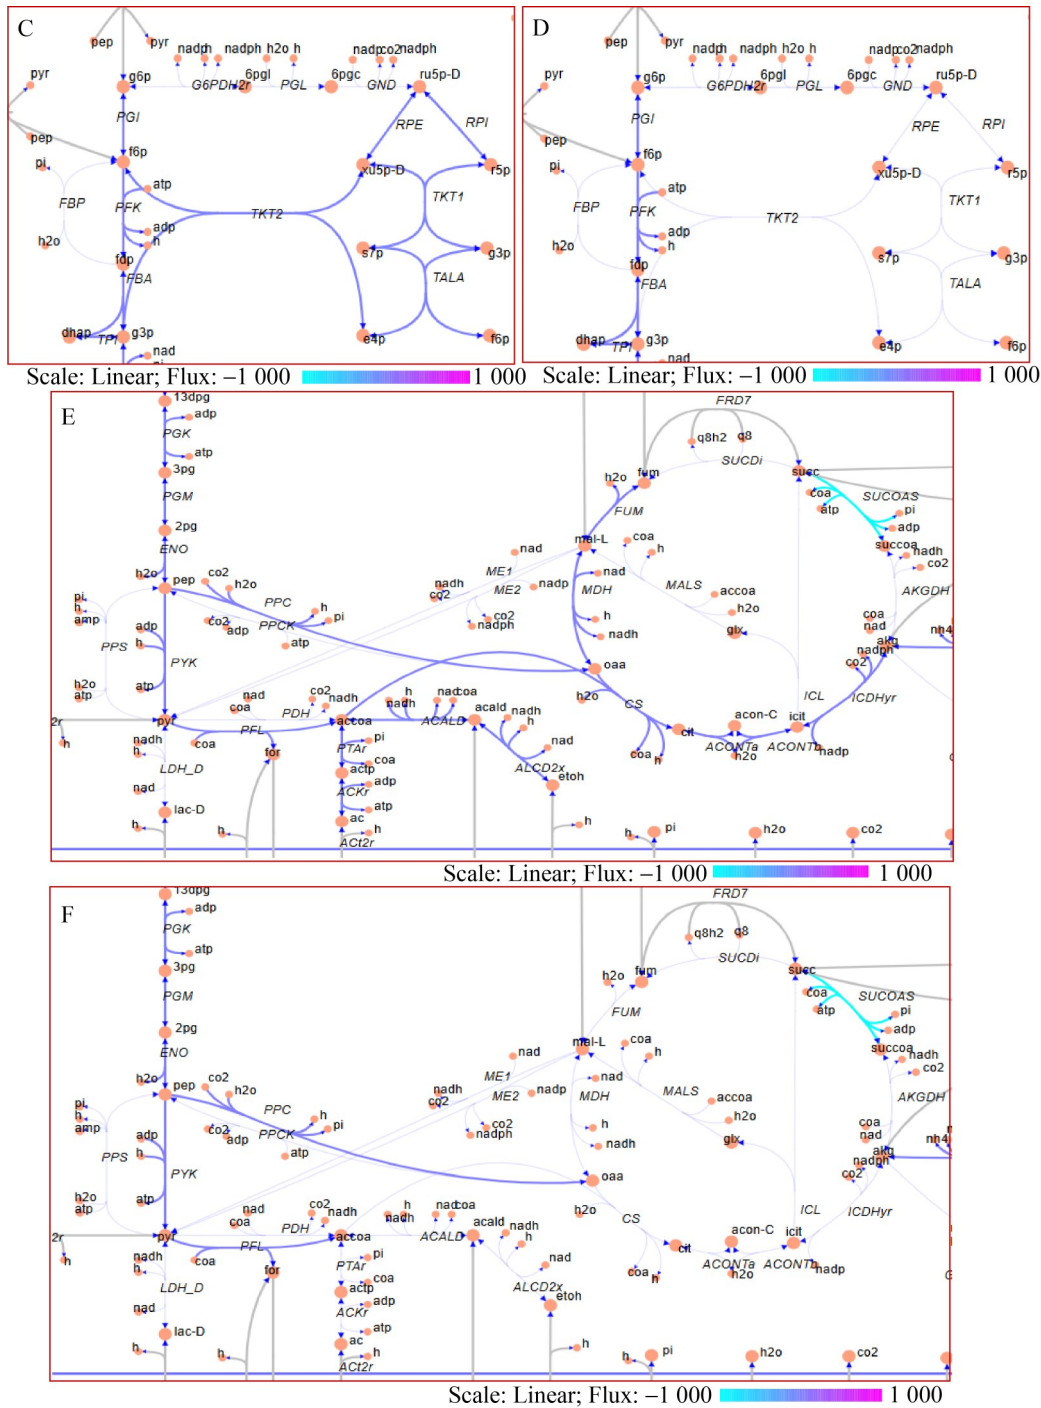 C
pep
pyr
pyr
nadph
nadph
h2o
h
nadp
co2
nadph
g6p
G6PDH2r
6pgl
PGL
6pgc
GND
ru5p-D
PGI
RPE
RPI
pep
f6p
pi
atp
xu5p-D
r5p
FBP
PFK
TKT2
TKT1
adp
h
h2o
fdp
s7p
g3p
FBA
TALA
dhap
TPI
g3p
e4p
f6p
nad
Scale: Linear; Flux: –1 000
1 000
D
pep
pyr
pyr
nadph
nadph
h2o
h
nadp
co2
nadph
g6p
G6PDH2r
6pgl
PGL
6pgc
GND
ru5p-D
PGI
RPE
RPI
pep
f6p
pi
atp
xu5p-D
r5p
FBP
PFK
TKT2
TKT1
adp
h
h2o
fdp
s7p
g3p
FBA
TALA
dhap
TPI
g3p
e4p
f6p
nad
Scale: Linear; Flux: –1 000
1 000
E
13dpg
adp
PGK
atp
3pg
PGM
2pg
ENO
h2o
pep
co2
h2o
PPC
h
pi
PPCK
co2
adp
atp
pi
h
amp
PPS
adp
h
PYK
h2o
atp
atp
2r
pyr
h
FRD7
q8h2
q8
SUCDi
fum
succ
h2o
FUM
coa
atp
SUCOAS
pi
adp
succoa
nadh
co2
AKGDH
mal-L
coa
h
nad
ME1
ME2
nadh
co2
nadp
co2
nadph
MDH
nad
MALS
accoa
h2o
glx
h
nadh
coa
nad
akg
nadph
co2
nh4
oaa
h2o
CS
ICL
ICDHyr
cit
acon-C
icit
coa
h
ACONTa
h2o
ACONTb
nadp
nad
coa
PDH
co2
nadh
PFL
coa
for
accoa
h
nadh
nad
coa
ACALD
acald
nadh
h
nad
ALCD2x
etoh
nadh
h
LDH_D
nad
lac-D
h
h
PTAr
pi
coa
actp
ACKr
adp
atp
ac
h
ACt2r
h
h
pi
h2o
co2
Scale: Linear; Flux: –1 000
1 000
F
13dpg
adp
PGK
atp
3pg
PGM
2pg
ENO
h2o
pep
co2
h2o
PPC
h
pi
PPCK
co2
adp
atp
pi
h
amp
PPS
adp
h
PYK
h2o
atp
atp
2r
pyr
h
FRD7
q8h2
q8
SUCDi
fum
succ
h2o
FUM
coa
atp
SUCOAS
pi
adp
succoa
nadh
co2
AKGDH
mal-L
coa
h
nad
ME1
ME2
nadh
co2
nadp
co2
nadph
MDH
nad
MALS
accoa
h2o
glx
h
nadh
coa
nad
akg
nadph
co2
nh4
oaa
h2o
CS
ICL
ICDHyr
cit
acon-C
icit
coa
h
ACONTa
h2o
ACONTb
nadp
nad
coa
PDH
co2
nadh
PFL
coa
for
accoa
h
nadh
nad
coa
ACALD
acald
nadh
h
nad
ALCD2x
etoh
nadh
h
LDH_D
nad
lac-D
h
h
PTAr
pi
coa
actp
ACKr
adp
atp
ac
h
ACt2r
h
h
pi
h2o
co2
Scale: Linear; Flux: –1 000
1 000